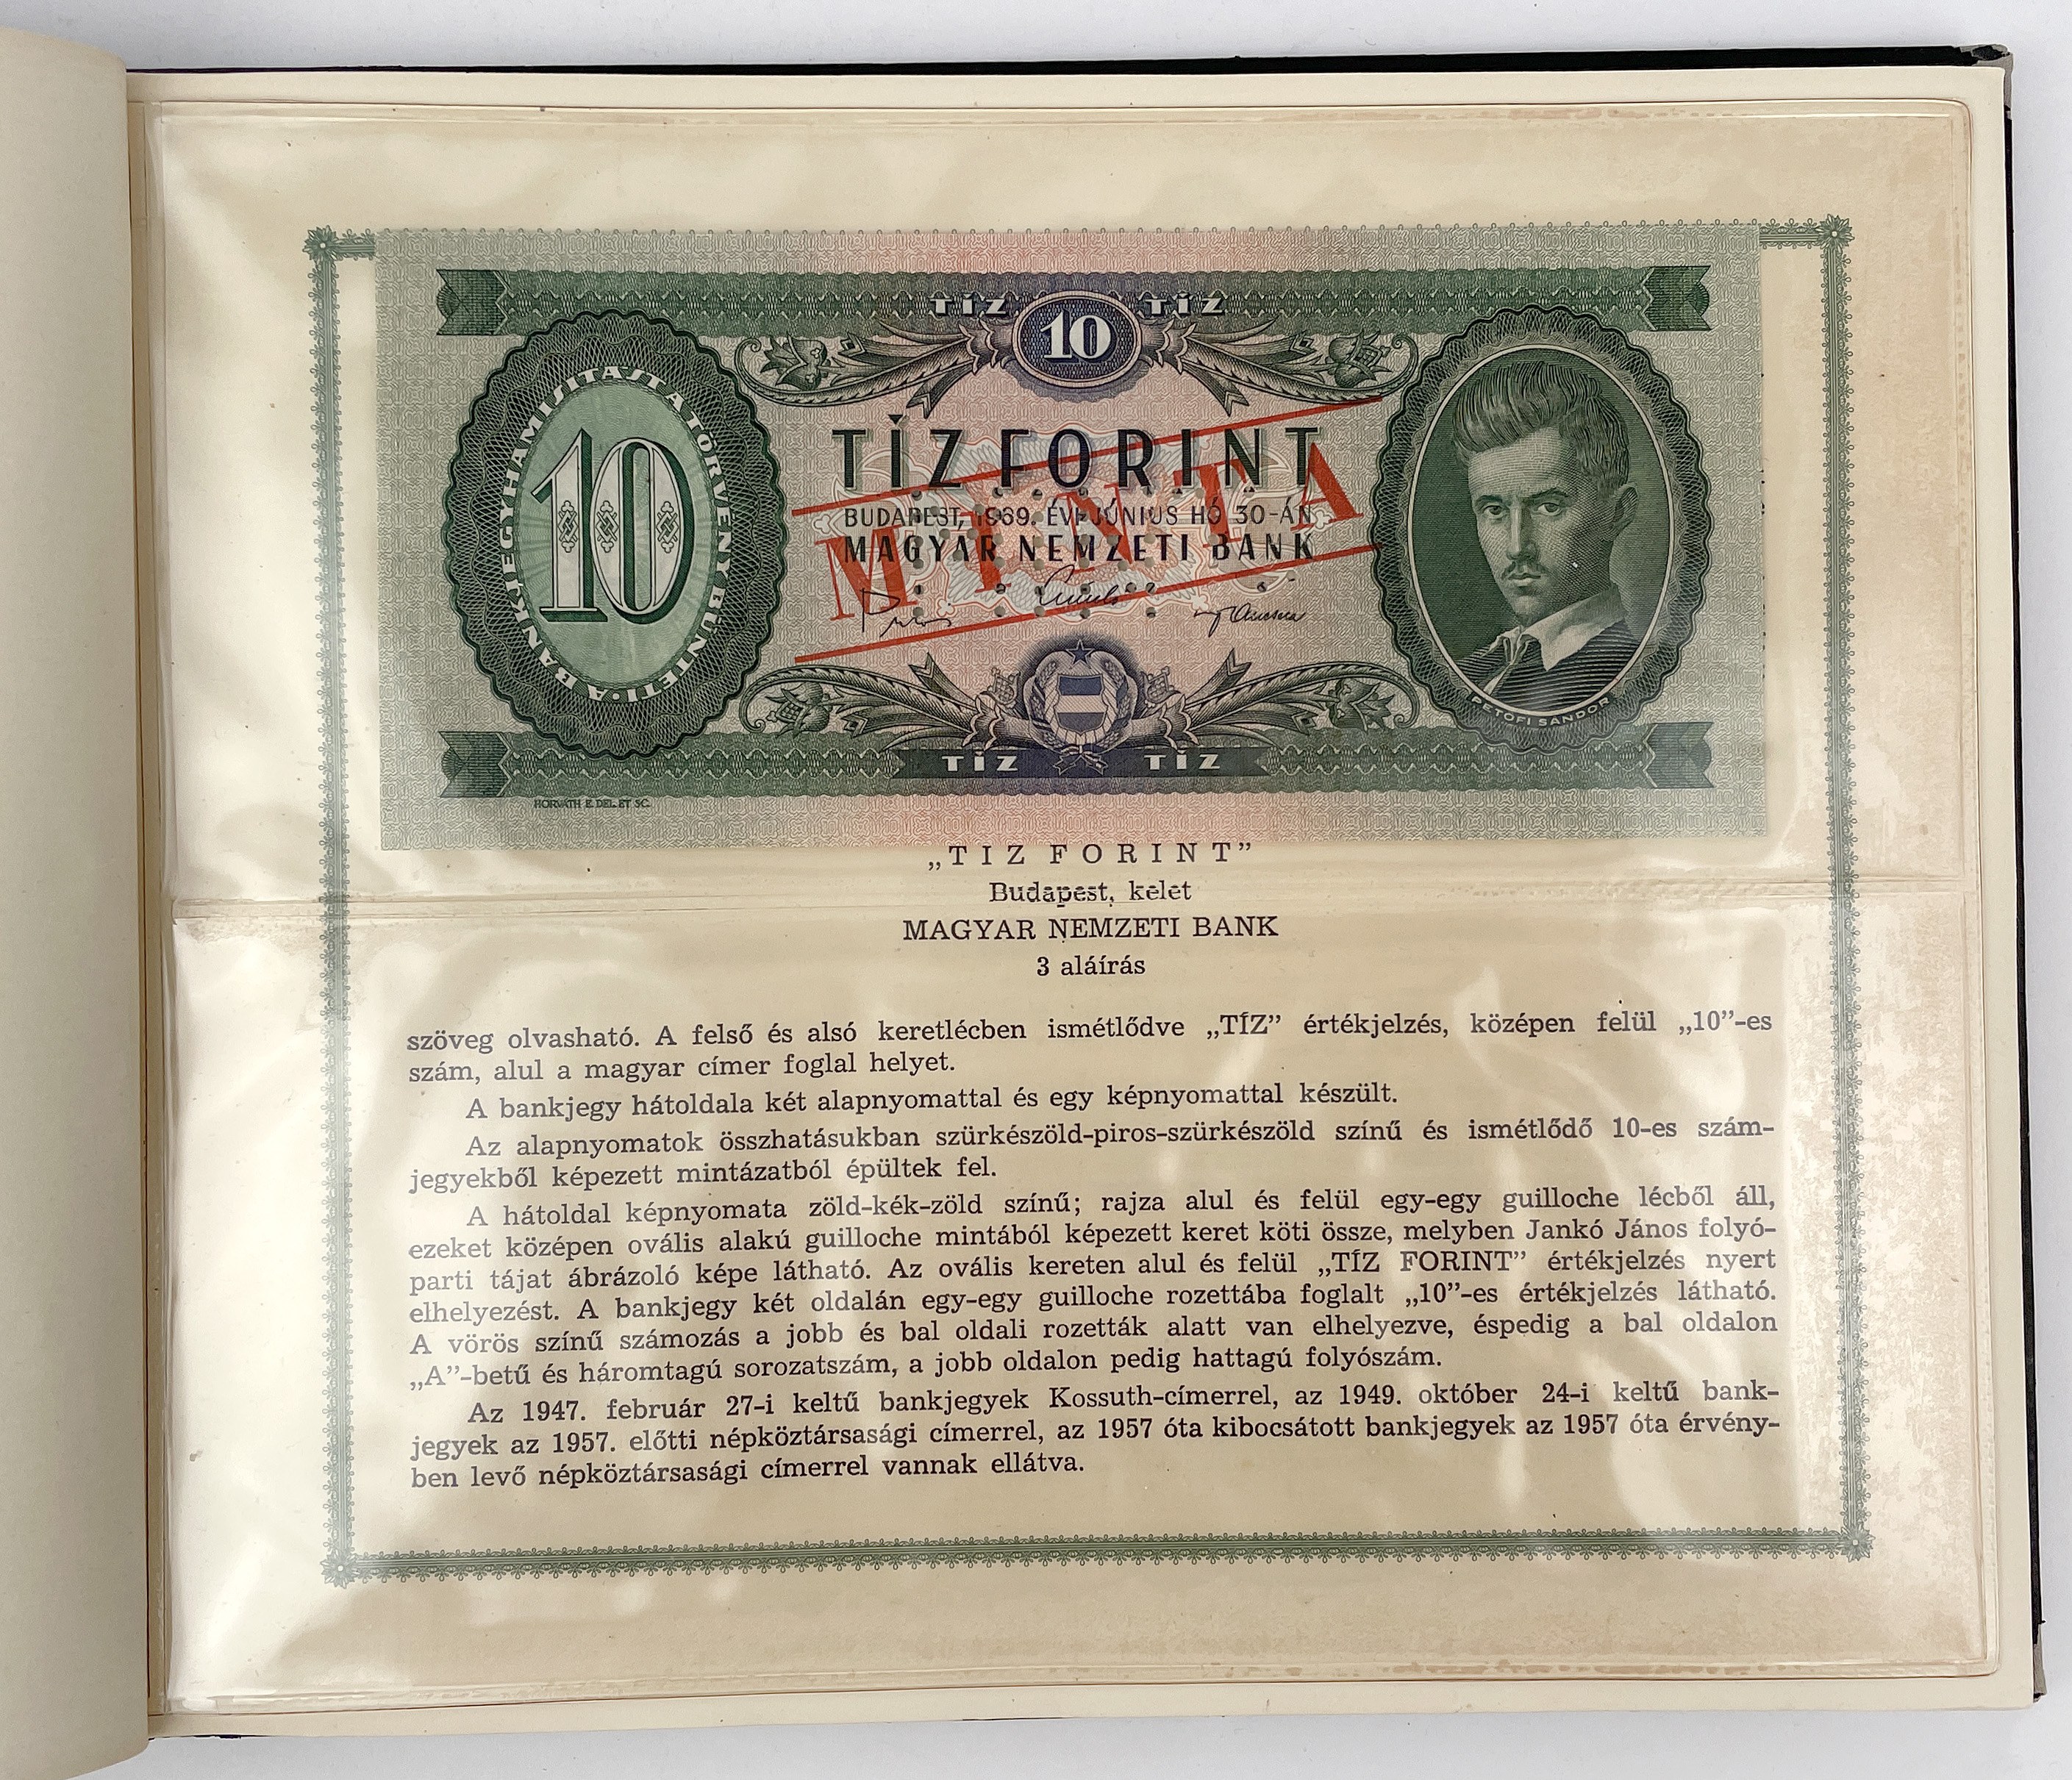 TÍZ 10 TÍZ
A BANKJEGYHAMISÍTÁST A TÖRVÉNY BÜNTETI·
10
TÍZ FORINT
MINTA
BUDAPEST, 1969. ÉVI JÚNIUS HÓ 30-ÁN
MAGYAR NEMZETI BANK
PETŐFI SÁNDOR
TÍZ TÍZ
HORVÁTH E. DEL. ET SC.
„TIZ FORINT”
Budapest, kelet
MAGYAR NEMZETI BANK
3 aláírás
szöveg olvasható. A felső és alsó keretlécben ismétlődve „TÍZ” értékjelzés, középen felül „10”-es
szám, alul a magyar címer foglal helyet.
A bankjegy hátoldala két alapnyomattal és egy képnyomattal készült.
Az alapnyomatok összhatásukban szürkészöld-piros-szürkészöld színű és ismétlődő 10-es szám-
jegyekből képezett mintázatból épültek fel.
A hátoldal képnyomata zöld-kék-zöld színű; rajza alul és felül egy-egy guilloche lécből áll,
ezeket középen ovális alakú guilloche mintából képezett keret köti össze, melyben Jankó János folyó-
parti tájat ábrázoló képe látható. Az ovális kereten alul és felül „TÍZ FORINT” értékjelzés nyert
elhelyezést. A bankjegy két oldalán egy-egy guilloche rozettába foglalt „10”-es értékjelzés látható.
A vörös színű számozás a jobb és bal oldali rozetták alatt van elhelyezve, éspedig a bal oldalon
„A”-betű és háromtagú sorozatszám, a jobb oldalon pedig hattagú folyószám.
Az 1947. február 27-i keltű bankjegyek Kossuth-címerrel, az 1949. október 24-i keltű bank-
jegyek az 1957. előtti népköztársasági címerrel, az 1957 óta kibocsátott bankjegyek az 1957 óta érvény-
ben levő népköztársasági címerrel vannak ellátva.